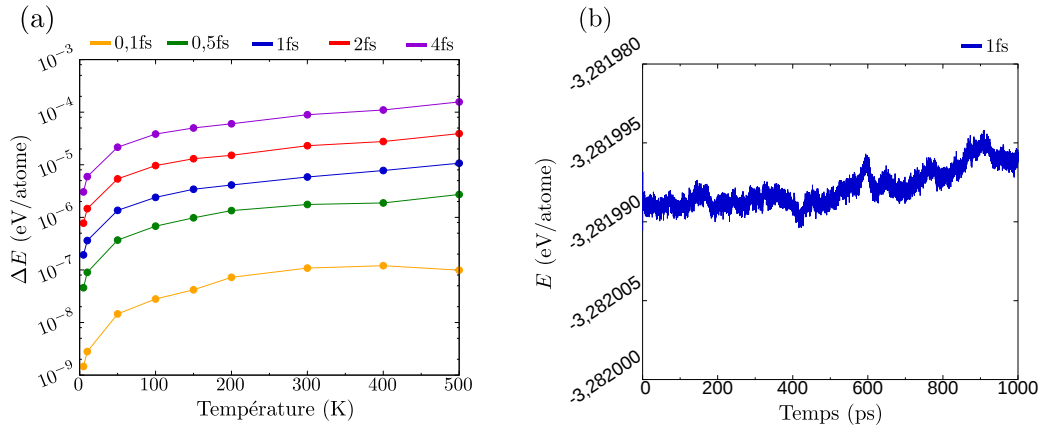 (a)
0,1fs 0,5fs 1fs 2fs 4fs
10⁻³
10⁻⁴
10⁻⁵
10⁻⁶
10⁻⁷
10⁻⁸
10⁻⁹
ΔE (eV/atome)
0 100 200 300 400 500
Température (K)
(b)
1fs
-3,281980
-3,281995
-3,281990
-3,282005
-3,282000
E (eV/atome)
0 200 400 600 800 1000
Temps (ps)